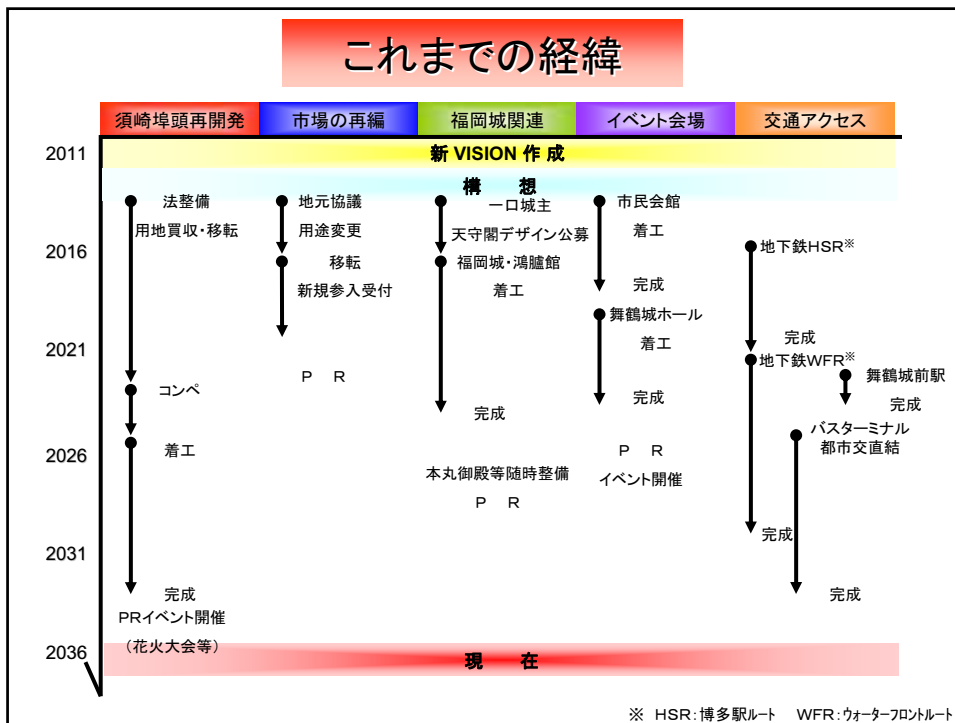 これまでの経緯
須崎埠頭再開発 市場の再編 福岡城関連 イベント会場 交通アクセス
2011 新 VISION 作 成
構 想
法整備 地元協議 一口城主 市民会館
用地買収・移転 用途変更 天守閣デザイン公募 着工
2016 地下鉄HSR※
移転 福岡城・鴻臚館
新規参入受付 着工 完成
舞鶴城ホール
完成
2021 着工
地下鉄WFR※
P R 舞鶴城前駅
コンペ 完成 完成
完成
バスターミナル
着工 P R 都市交直結
2026
本丸御殿等随時整備 イベント開催
P R
完成
2031
完成 完成
PRイベント開催
(花火大会等)
2036 現 在
※ HSR:博多駅ルート WFR:ウォーターフロントルート